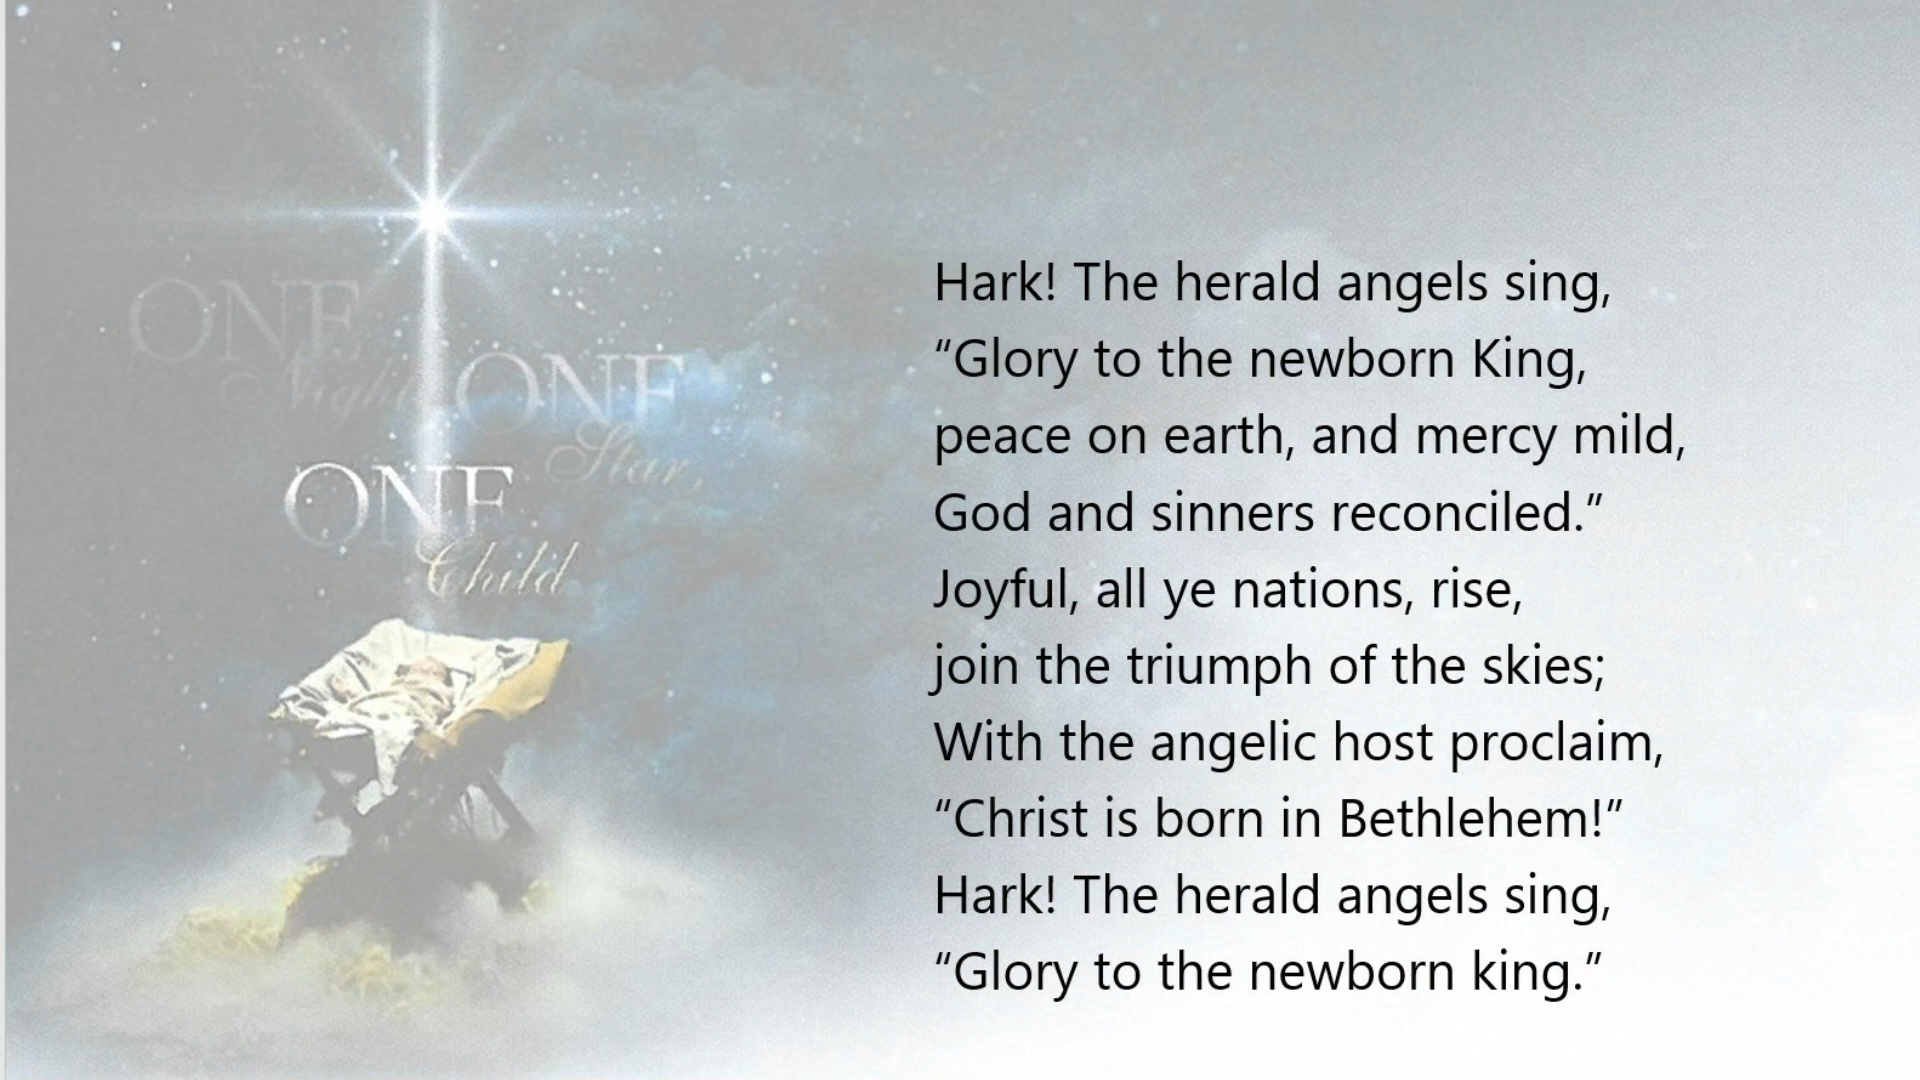 ONE
Night
ONE
Star,
ONE
Child
Hark! The herald angels sing,
“Glory to the newborn King,
peace on earth, and mercy mild,
God and sinners reconciled.”
Joyful, all ye nations, rise,
join the triumph of the skies;
With the angelic host proclaim,
“Christ is born in Bethlehem!”
Hark! The herald angels sing,
“Glory to the newborn king.”